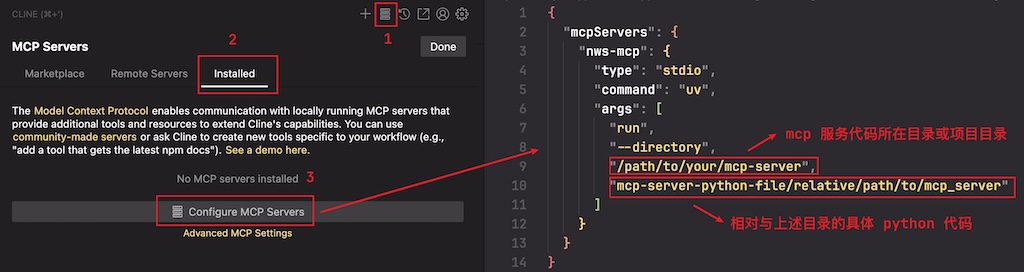 CLINE (⌘+')
1
MCP Servers
2
Done
Marketplace
Remote Servers
Installed
The Model Context Protocol enables communication with locally running MCP servers that
provide additional tools and resources to extend Cline's capabilities. You can use
community-made servers or ask Cline to create new tools specific to your workflow (e.g.,
"add a tool that gets the latest npm docs"). See a demo here.
No MCP servers installed
3
Configure MCP Servers
Advanced MCP Settings
1 {
2 "mcpServers": {
3 "nws-mcp": {
4 "type": "stdio",
5 "command": "uv",
6 "args": [
7 "run",
8 "--directory",
9 "/path/to/your/mcp-server",
10 "mcp-server-python-file/relative/path/to/mcp_server"
11 ]
12 }
13 }
14 }
mcp 服务代码所在目录或项目目录
相对与上述目录的具体 python 代码